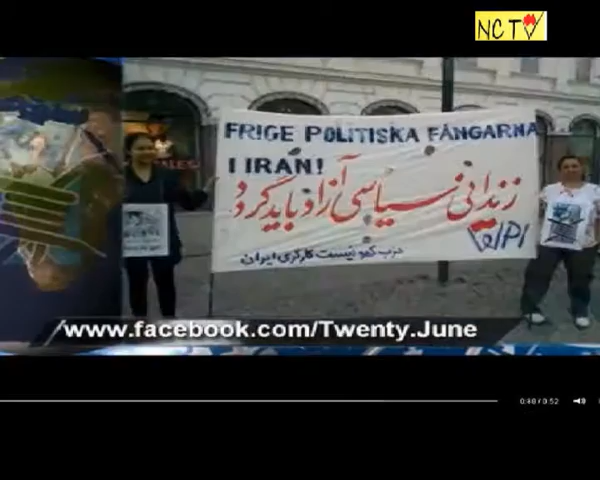 NCTV
FRIGE POLITISKA FÅNGARNA
I IRAN!
زندانی سیاسی آزاد باید گردد
WPI
حزب کمونیست کارگری ایران
www.facebook.com/Twenty.June
0:48/0:52